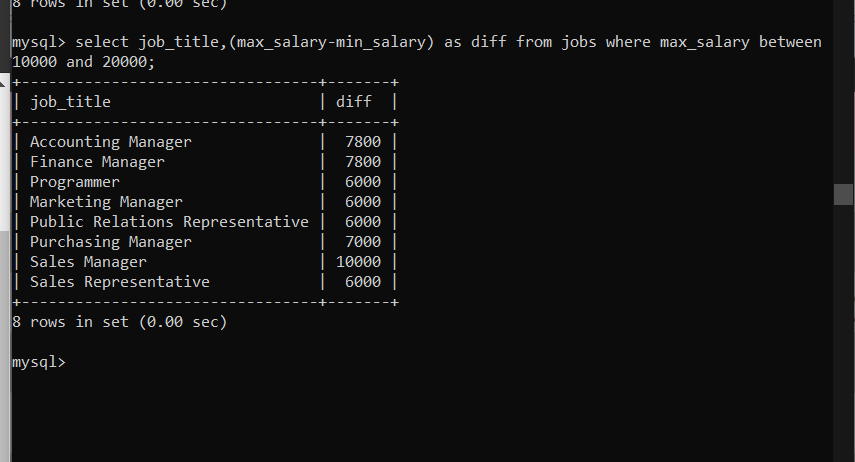 8 rows in set (0.00 sec)
mysql> select job_title,(max_salary-min_salary) as diff from jobs where max_salary between
10000 and 20000;
+---------------------------------+-------+
| job_title                       | diff  |
+---------------------------------+-------+
| Accounting Manager              |  7800 |
| Finance Manager                 |  7800 |
| Programmer                      |  6000 |
| Marketing Manager               |  6000 |
| Public Relations Representative |  6000 |
| Purchasing Manager              |  7000 |
| Sales Manager                   | 10000 |
| Sales Representative            |  6000 |
+---------------------------------+-------+
8 rows in set (0.00 sec)
mysql>